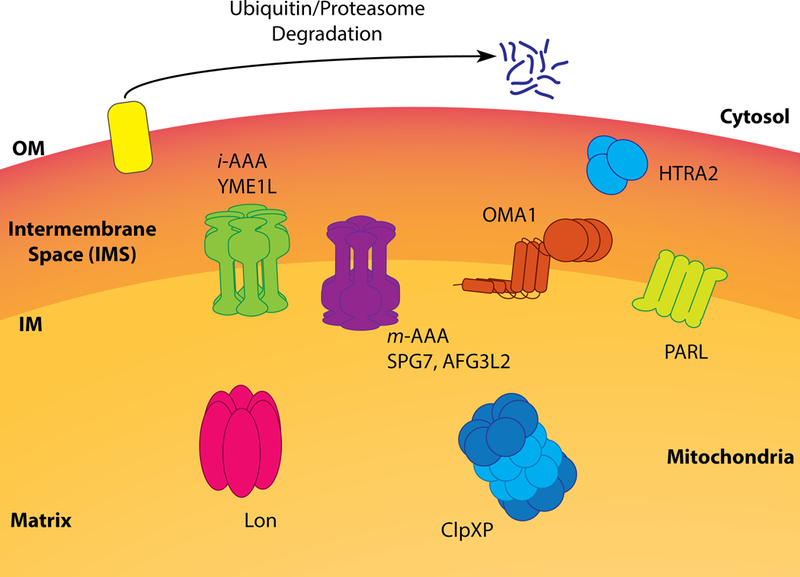 Ubiquitin/Proteasome
Degradation
Cytosol
OM
i-AAA
YME1L
HTRA2
OMA1
Intermembrane
Space (IMS)
IM
m-AAA
SPG7, AFG3L2
PARL
Mitochondria
Matrix
Lon
ClpXP